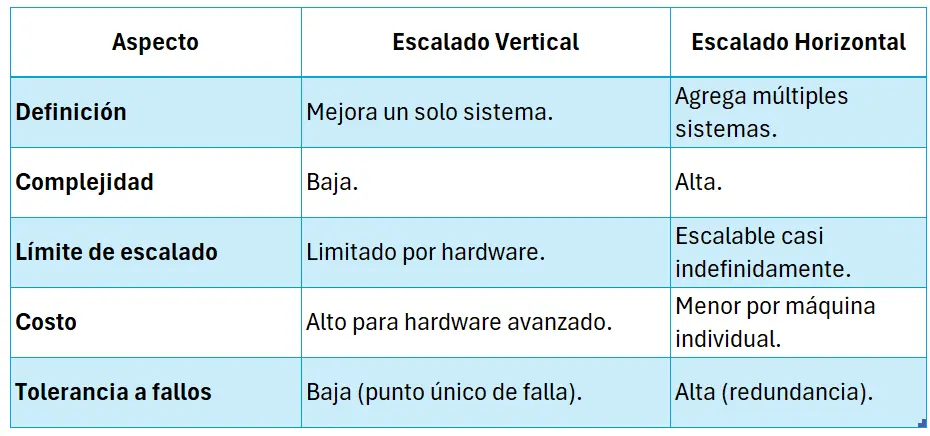 Aspecto Escalado Vertical Escalado Horizontal
Definición Mejora un solo sistema. Agrega múltiples
sistemas.
Complejidad Baja. Alta.
Límite de escalado Limitado por hardware. Escalable casi
indefinidamente.
Costo Alto para hardware avanzado. Menor por máquina
individual.
Tolerancia a fallos Baja (punto único de falla). Alta (redundancia).